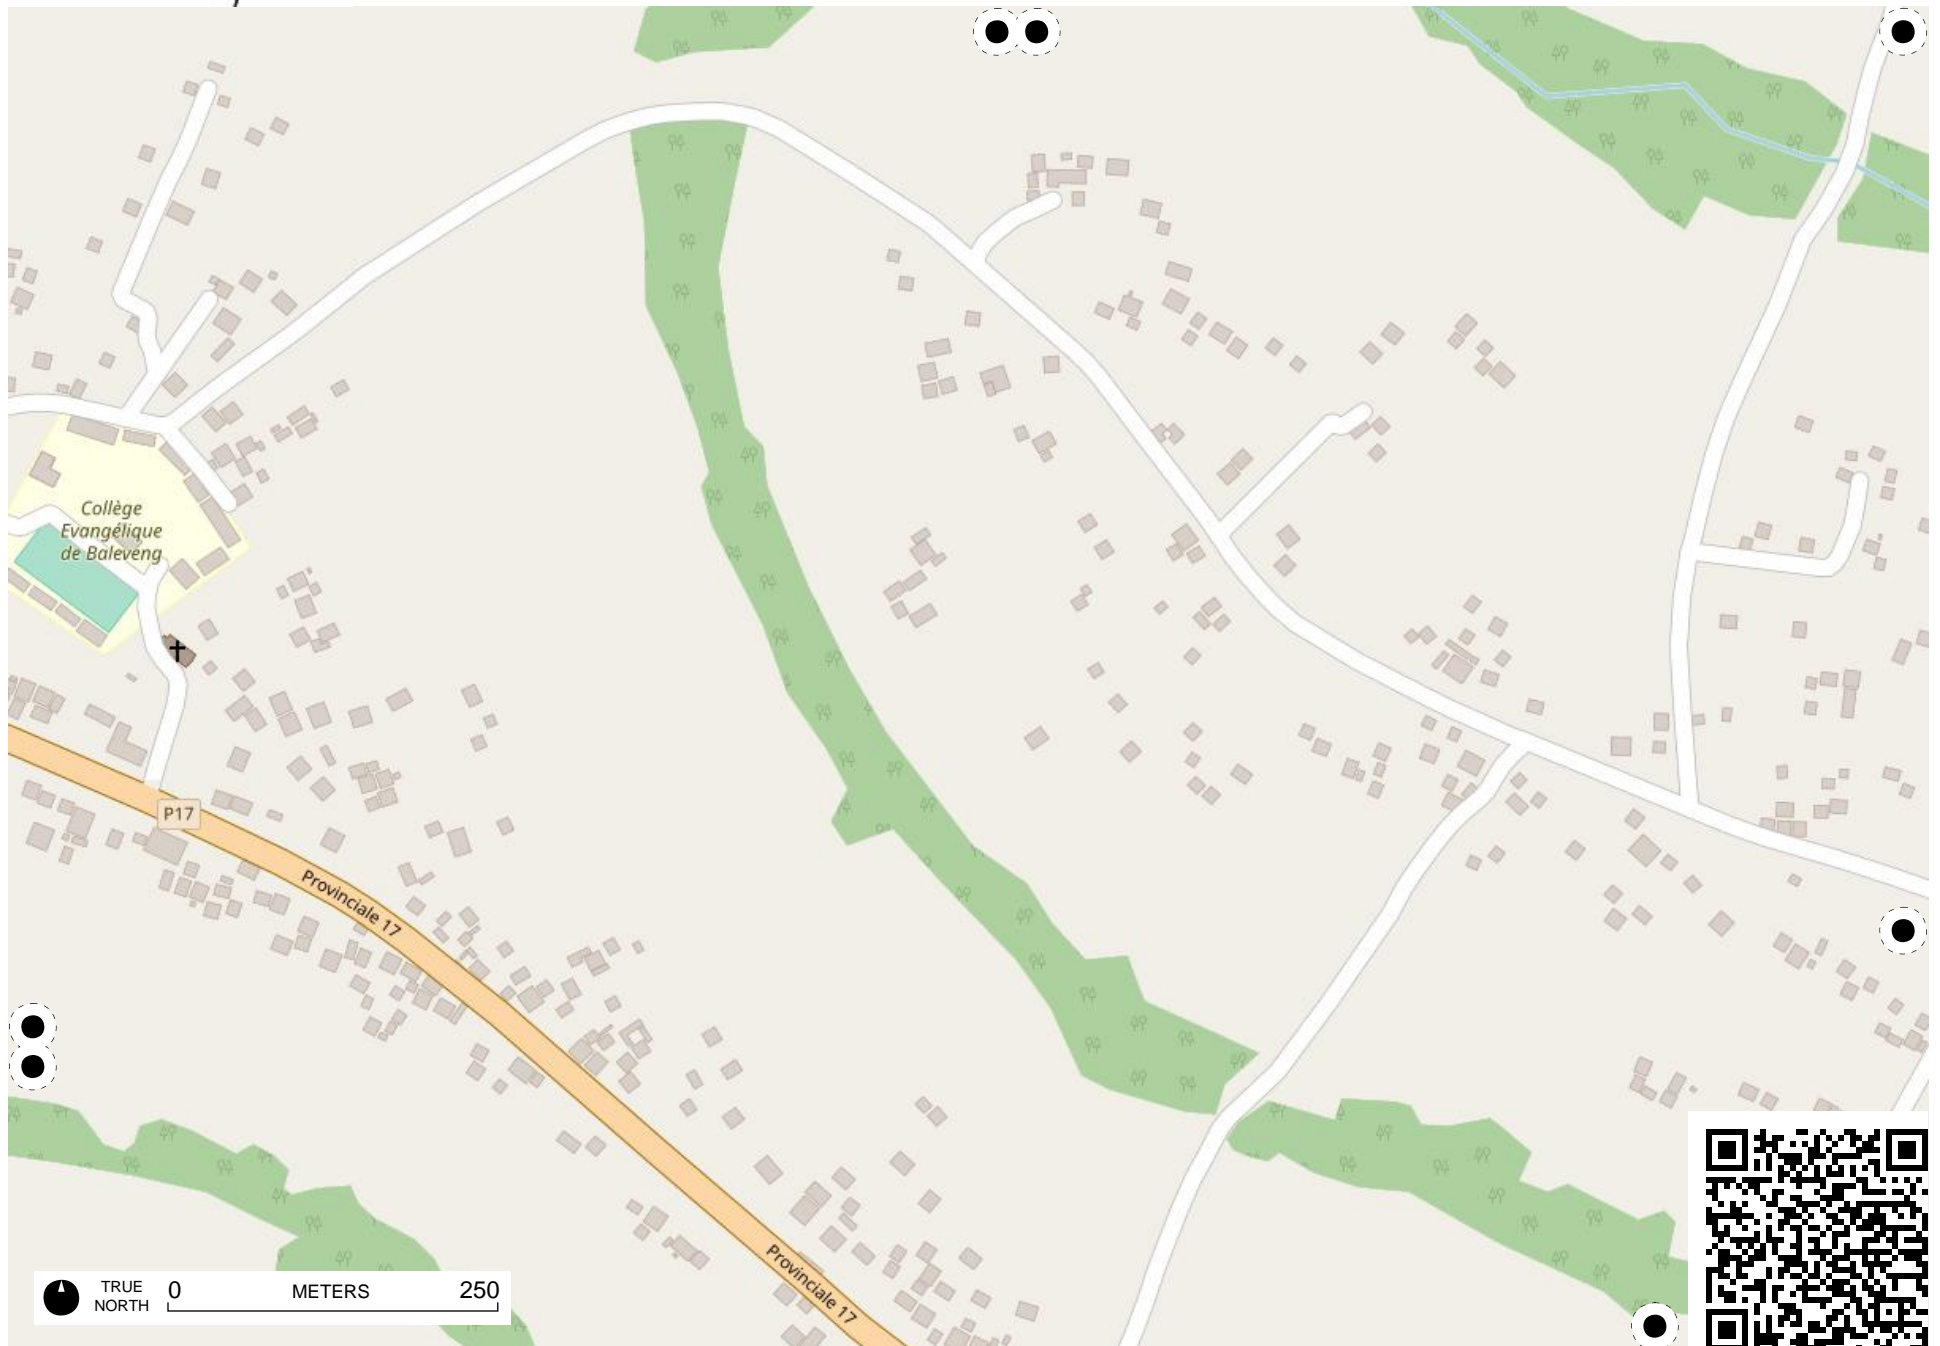 Collège
Evangélique
de Baleveng
P17
Provinciale 17
Provinciale 17
TRUE
NORTH
0 METERS 250